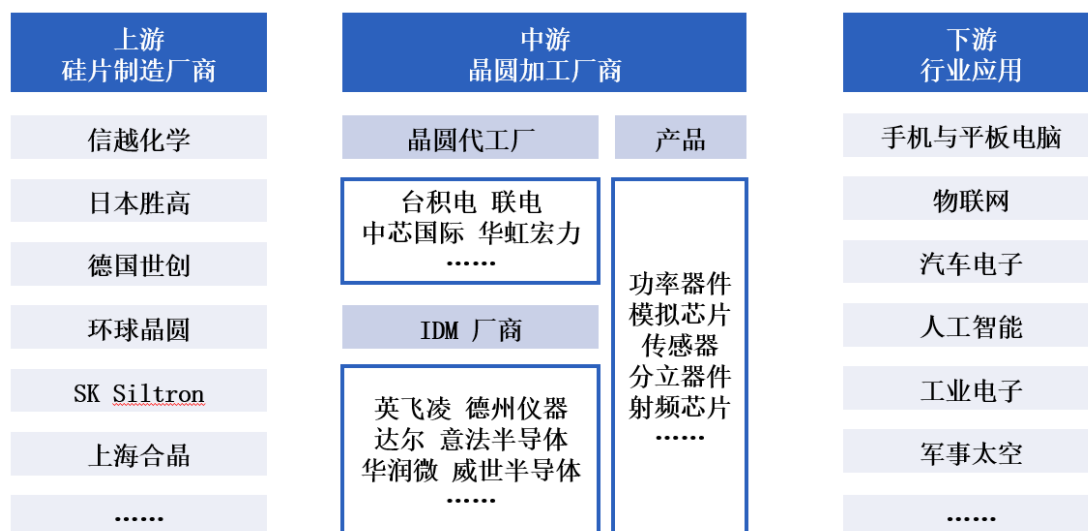 上游
硅片制造厂商
信越化学
日本胜高
德国世创
环球晶圆
SK Siltron
上海合晶
……
中游
晶圆加工厂商
晶圆代工厂
台积电 联电
中芯国际 华虹宏力
……
IDM 厂商
英飞凌 德州仪器
达尔 意法半导体
华润微 威世半导体
……
产品
功率器件
模拟芯片
传感器
分立器件
射频芯片
……
下游
行业应用
手机与平板电脑
物联网
汽车电子
人工智能
工业电子
军事太空
……